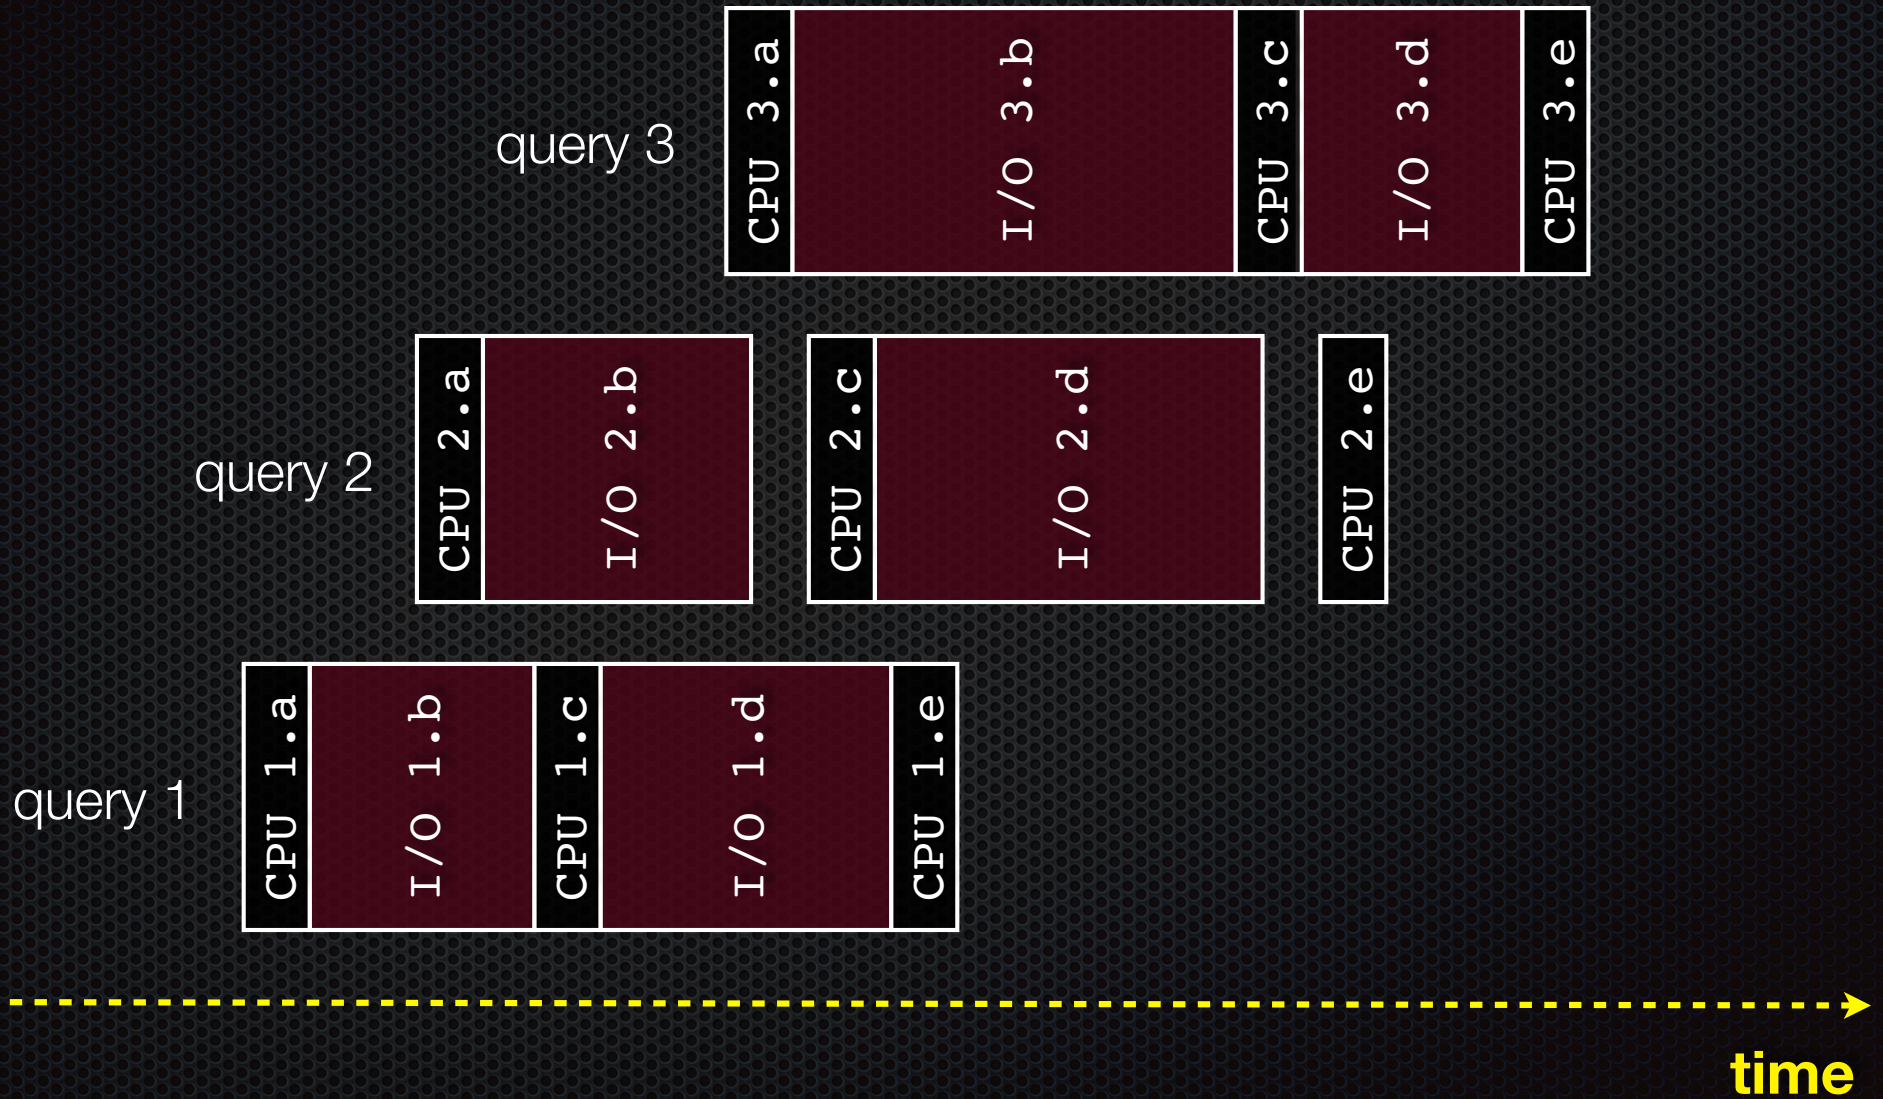 query 3
CPU 3.a
I/O 3.b
CPU 3.c
I/O 3.d
CPU 3.e
query 2
CPU 2.a
I/O 2.b
CPU 2.c
I/O 2.d
CPU 2.e
query 1
CPU 1.a
I/O 1.b
CPU 1.c
I/O 1.d
CPU 1.e
time